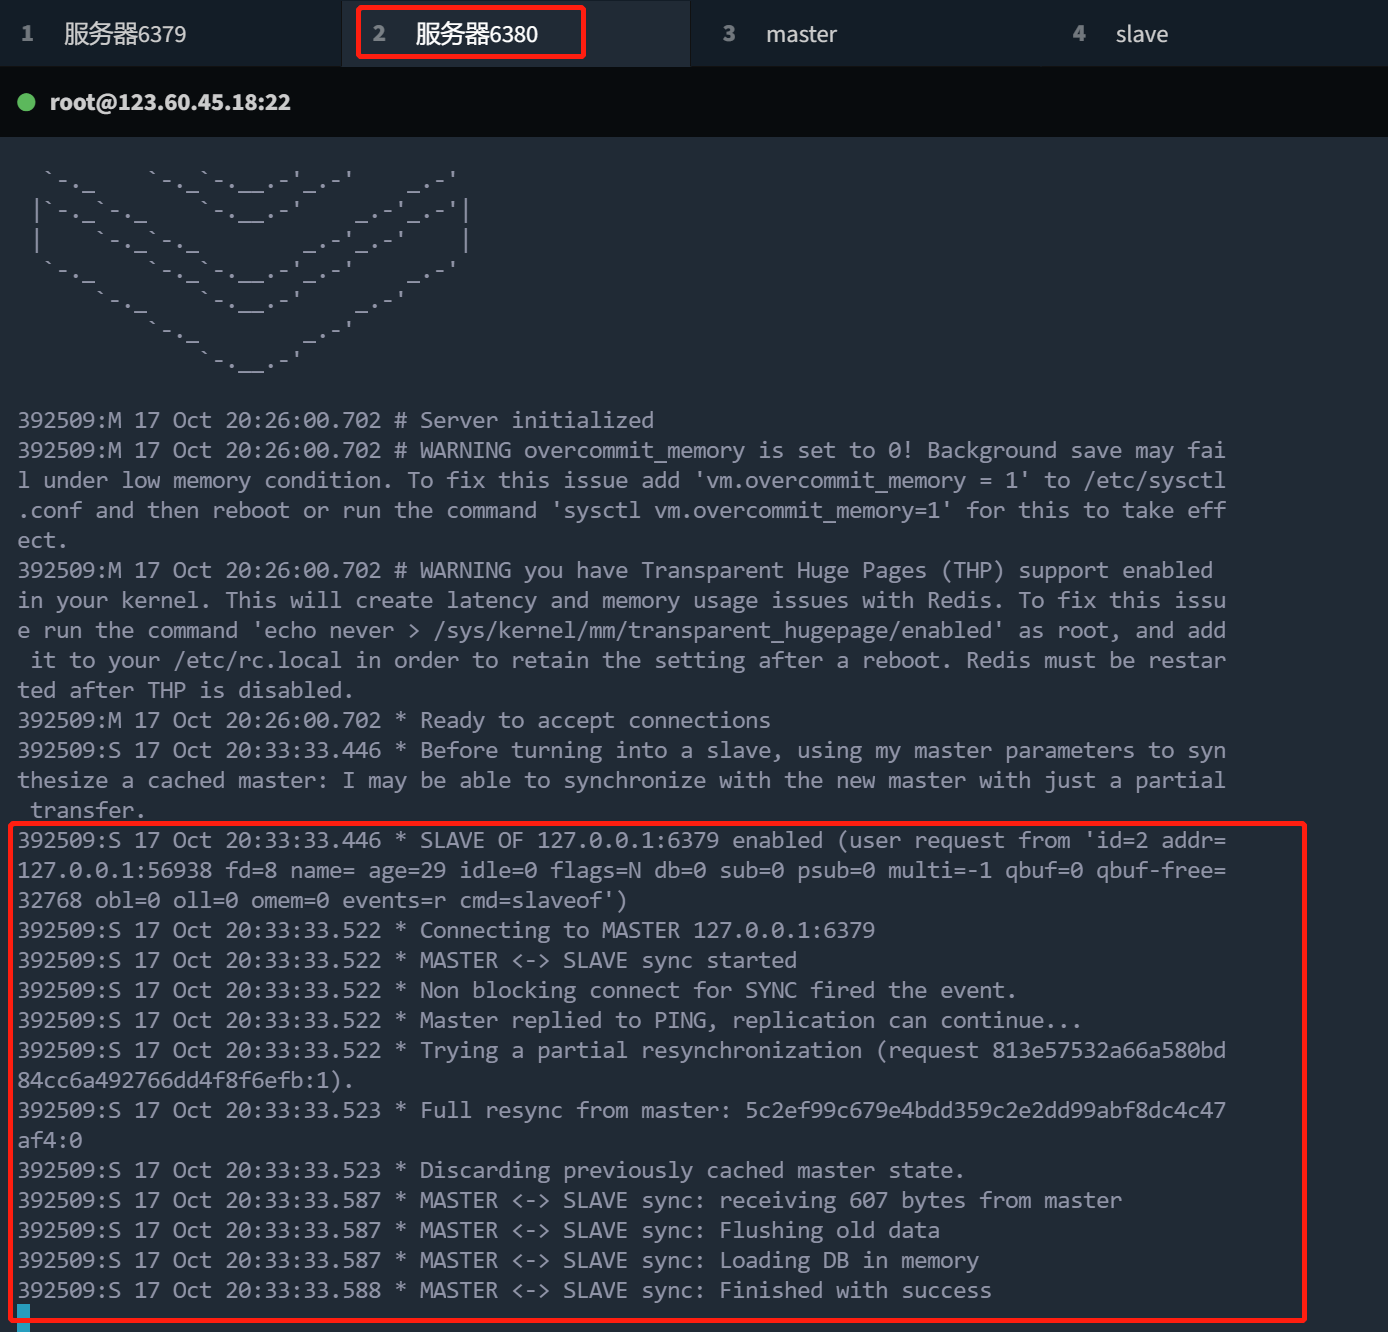 1 服务器6379 2 服务器6380 3 master 4 slave
root@123.60.45.18:22
392509:M 17 Oct 20:26:00.702 # Server initialized
392509:M 17 Oct 20:26:00.702 # WARNING overcommit_memory is set to 0! Background save may fai
l under low memory condition. To fix this issue add 'vm.overcommit_memory = 1' to /etc/sysctl
.conf and then reboot or run the command 'sysctl vm.overcommit_memory=1' for this to take eff
ect.
392509:M 17 Oct 20:26:00.702 # WARNING you have Transparent Huge Pages (THP) support enabled
in your kernel. This will create latency and memory usage issues with Redis. To fix this issu
e run the command 'echo never > /sys/kernel/mm/transparent_hugepage/enabled' as root, and add
it to your /etc/rc.local in order to retain the setting after a reboot. Redis must be restar
ted after THP is disabled.
392509:M 17 Oct 20:26:00.702 * Ready to accept connections
392509:S 17 Oct 20:33:33.446 * Before turning into a slave, using my master parameters to syn
thesize a cached master: I may be able to synchronize with the new master with just a partial
transfer.
392509:S 17 Oct 20:33:33.446 * SLAVE OF 127.0.0.1:6379 enabled (user request from 'id=2 addr=
127.0.0.1:56938 fd=8 name= age=29 idle=0 flags=N db=0 sub=0 psub=0 multi=-1 qbuf=0 qbuf-free=
32768 obl=0 oll=0 omem=0 events=r cmd=slaveof')
392509:S 17 Oct 20:33:33.522 * Connecting to MASTER 127.0.0.1:6379
392509:S 17 Oct 20:33:33.522 * MASTER <-> SLAVE sync started
392509:S 17 Oct 20:33:33.522 * Non blocking connect for SYNC fired the event.
392509:S 17 Oct 20:33:33.522 * Master replied to PING, replication can continue...
392509:S 17 Oct 20:33:33.522 * Trying a partial resynchronization (request 813e57532a66a580bd
84cc6a492766dd4f8f6efb:1).
392509:S 17 Oct 20:33:33.523 * Full resync from master: 5c2ef99c679e4bdd359c2e2dd99abf8dc4c47
af4:0
392509:S 17 Oct 20:33:33.523 * Discarding previously cached master state.
392509:S 17 Oct 20:33:33.587 * MASTER <-> SLAVE sync: receiving 607 bytes from master
392509:S 17 Oct 20:33:33.587 * MASTER <-> SLAVE sync: Flushing old data
392509:S 17 Oct 20:33:33.587 * MASTER <-> SLAVE sync: Loading DB in memory
392509:S 17 Oct 20:33:33.588 * MASTER <-> SLAVE sync: Finished with success